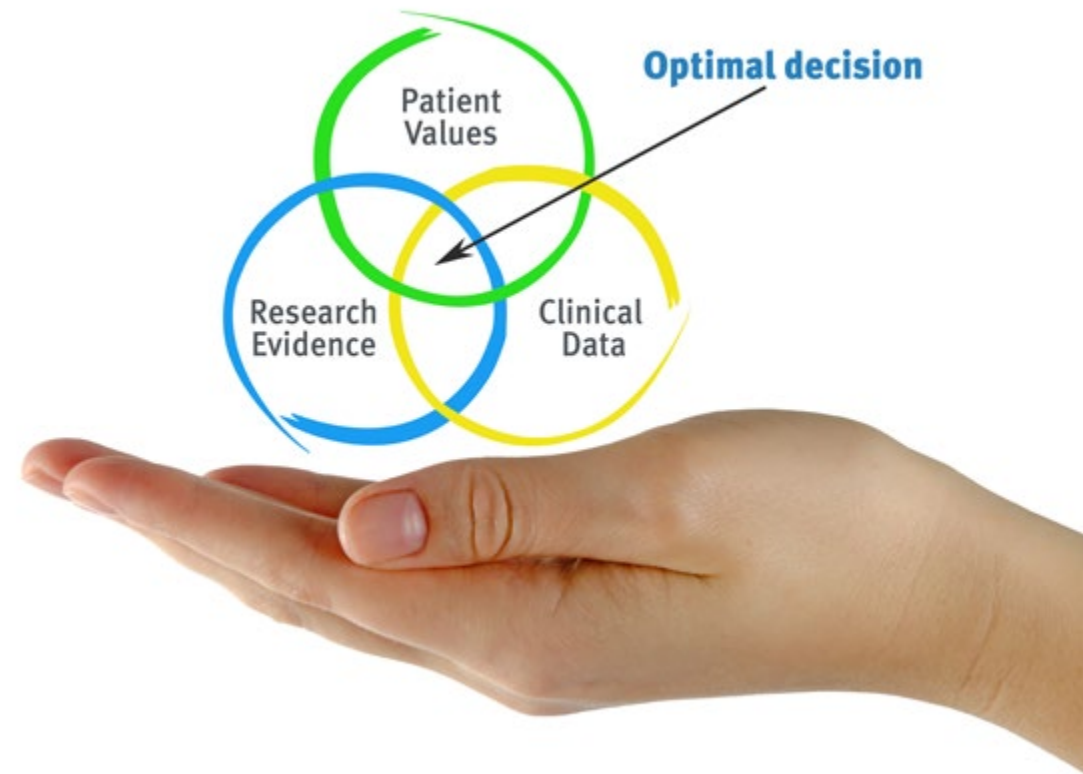 Optimal decision
Patient
Values
Research
Evidence
Clinical
Data